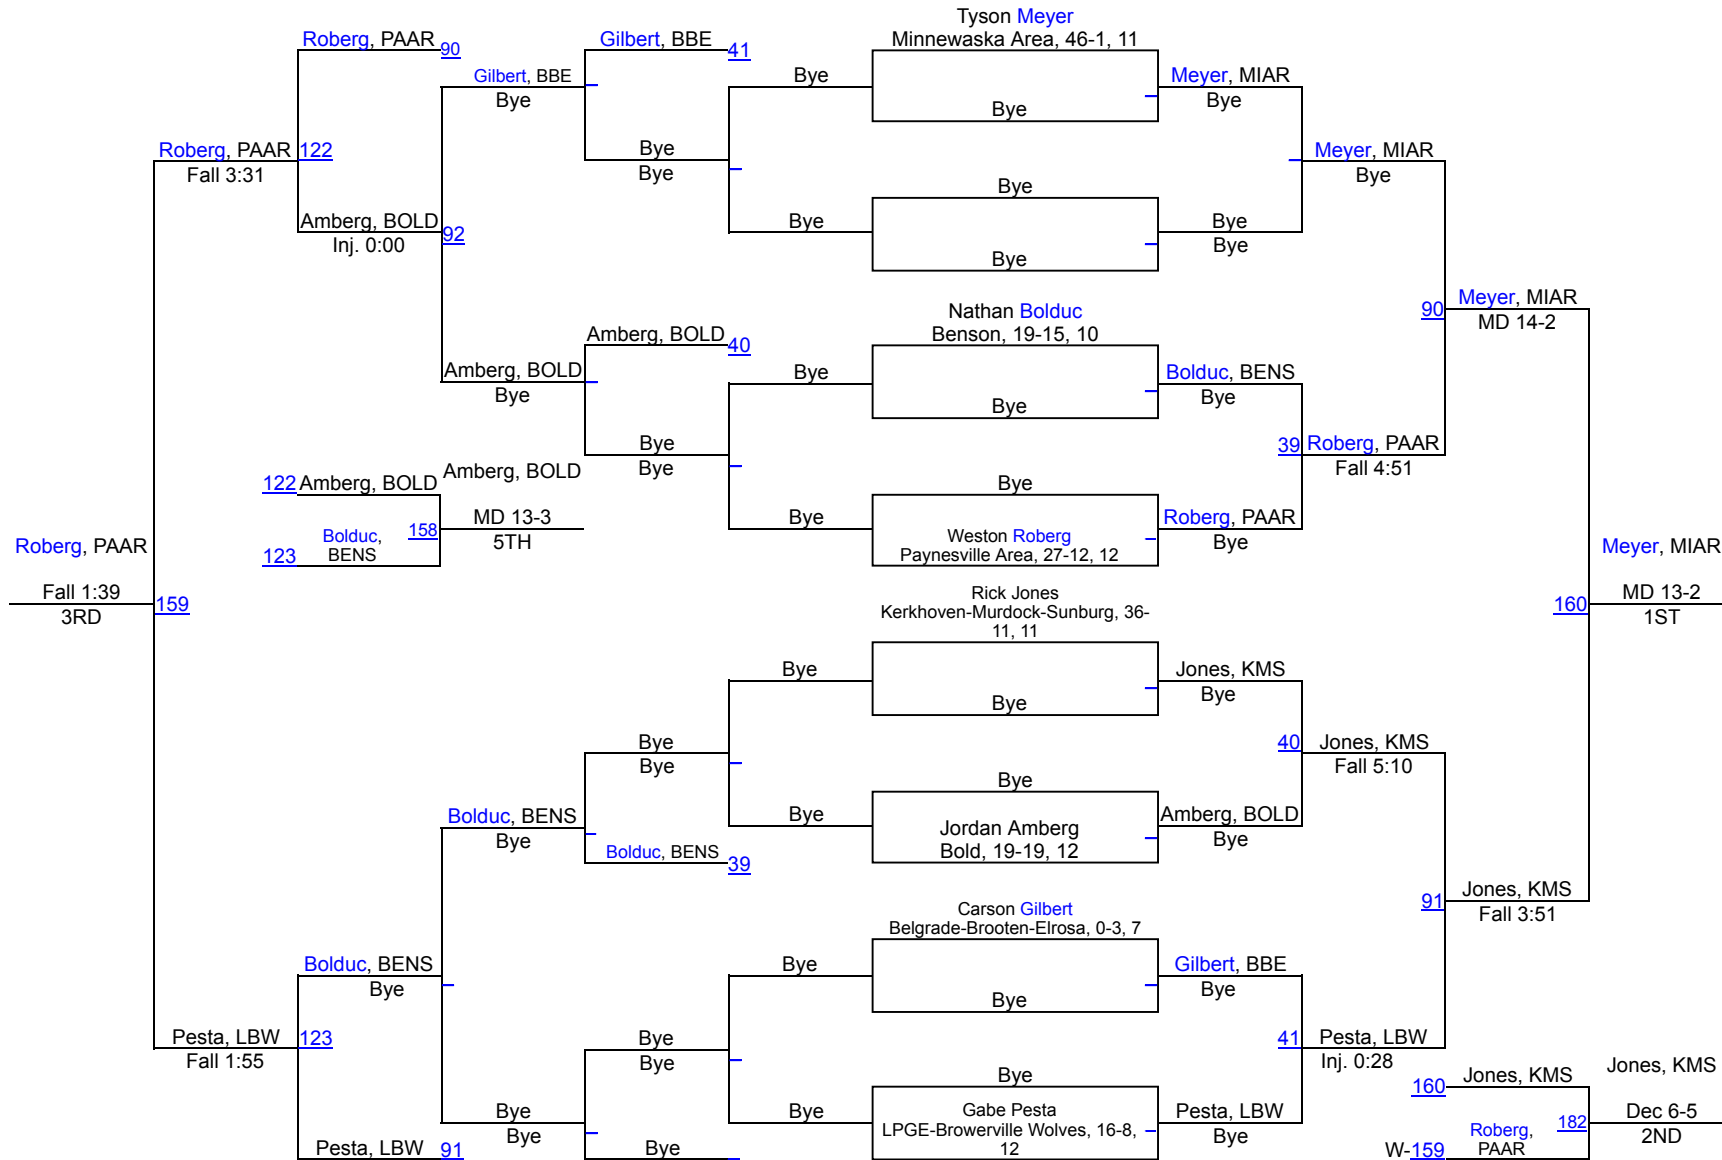 Tyson Meyer
Minnewaska Area, 46-1, 11
Bye
Bye
Meyer, MIAR
Bye
Bye
Bye
Bye
Bye
Bye
Meyer, MIAR
Bye
Nathan Bolduc
Benson, 19-15, 10
Bye
Bye
Bolduc, BENS
Bye
Bye
Bye
Weston Roberg
Paynesville Area, 27-12, 12
Roberg, PAAR
Bye
39 Roberg, PAAR
Fall 4:51
90 Meyer, MIAR
MD 14-2
Rick Jones
Kerkhoven-Murdock-Sunburg, 36-
11, 11
Bye
Bye
Jones, KMS
Bye
Bye
Bye
Jordan Amberg
Bold, 19-19, 12
Amberg, BOLD
Bye
40 Jones, KMS
Fall 5:10
Carson Gilbert
Belgrade-Brooten-Elrosa, 0-3, 7
Bye
Bye
Gilbert, BBE
Bye
Bye
Bye
Gabe Pesta
LPGE-Browerville Wolves, 16-8,
12
Pesta, LBW
Bye
41 Pesta, LBW
Inj. 0:28
91 Jones, KMS
Fall 3:51
Meyer, MIAR
160 MD 13-2
1ST
160 Jones, KMS
W-159 Roberg,
PAAR
182
Jones, KMS
Dec 6-5
2ND
Gilbert, BBE 41
Bye
Bye
Gilbert, BBE
Bye
Amberg, BOLD 40
Bye
Bye
Amberg, BOLD
Bye
92
Amberg, BOLD
Inj. 0:00
Roberg, PAAR 90
Roberg, PAAR 122
Fall 3:31
122 Amberg, BOLD
123 Bolduc,
BENS
158
Amberg, BOLD
MD 13-3
5TH
Roberg, PAAR
Fall 1:39 159
3RD
Bye
Bye
Bolduc, BENS 39
Bolduc, BENS
Bye
Bye
Bye
Bye
Bye
Bye
Bolduc, BENS
Bye
Pesta, LBW 91
Pesta, LBW 123
Fall 1:55